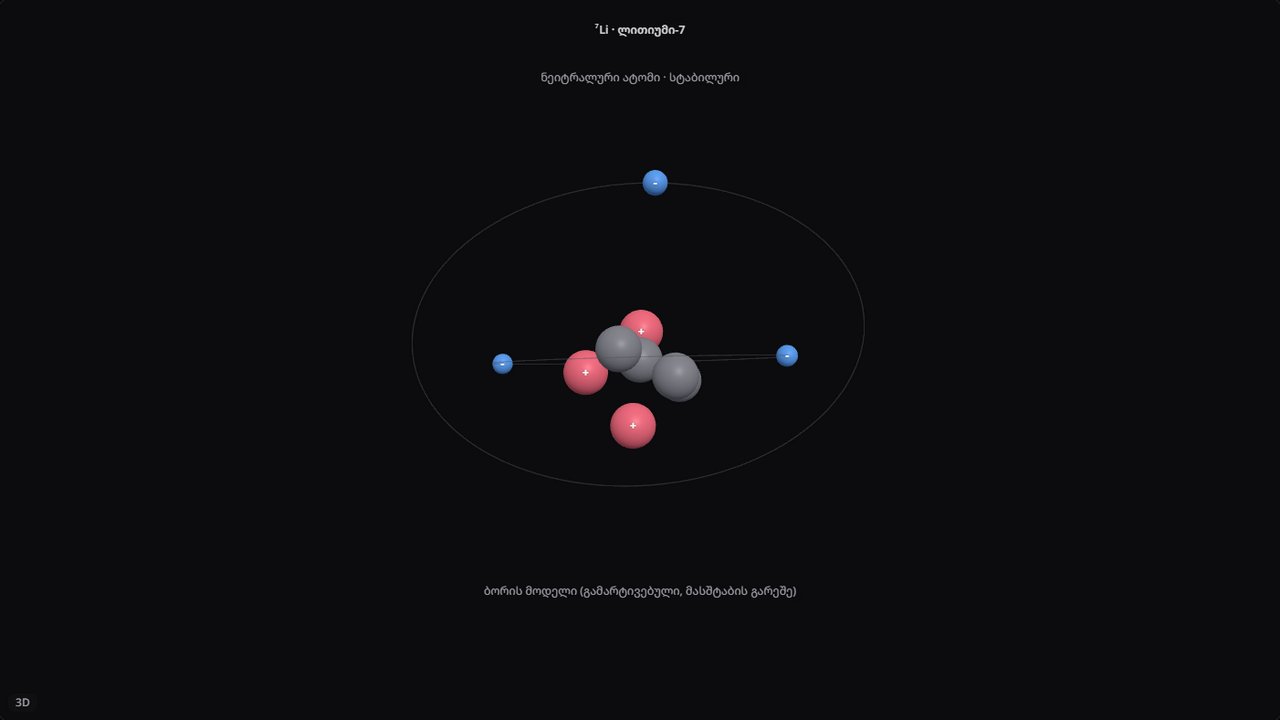 ⁷Li · ლითიუმი-7
ნეიტრალური ატომი · სტაბილური
-
+
- + -
+
ბორის მოდელი (გამარტივებული, მასშტაბის გარეშე)
3D